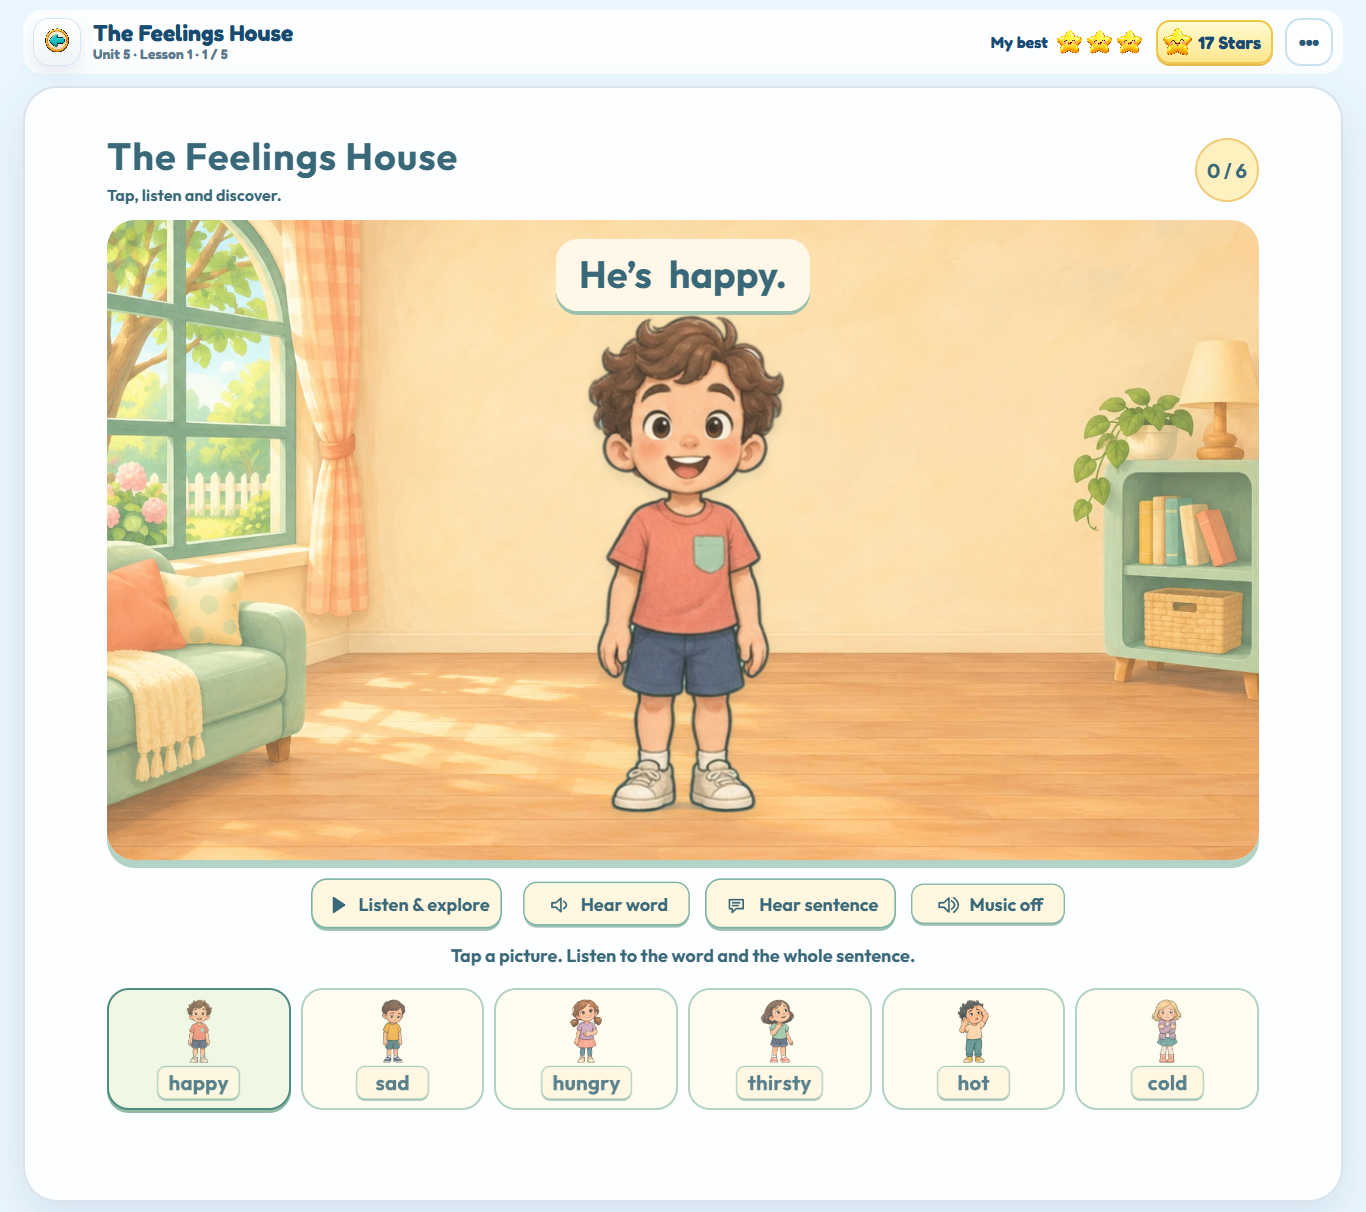 The Feelings House
Unit 5 · Lesson 1 · 1 / 5
My best
17 Stars
The Feelings House
Tap, listen and discover.
0 / 6
He’s happy.
Listen & explore
Hear word
Hear sentence
Music off
Tap a picture. Listen to the word and the whole sentence.
happy
sad
hungry
thirsty
hot
cold